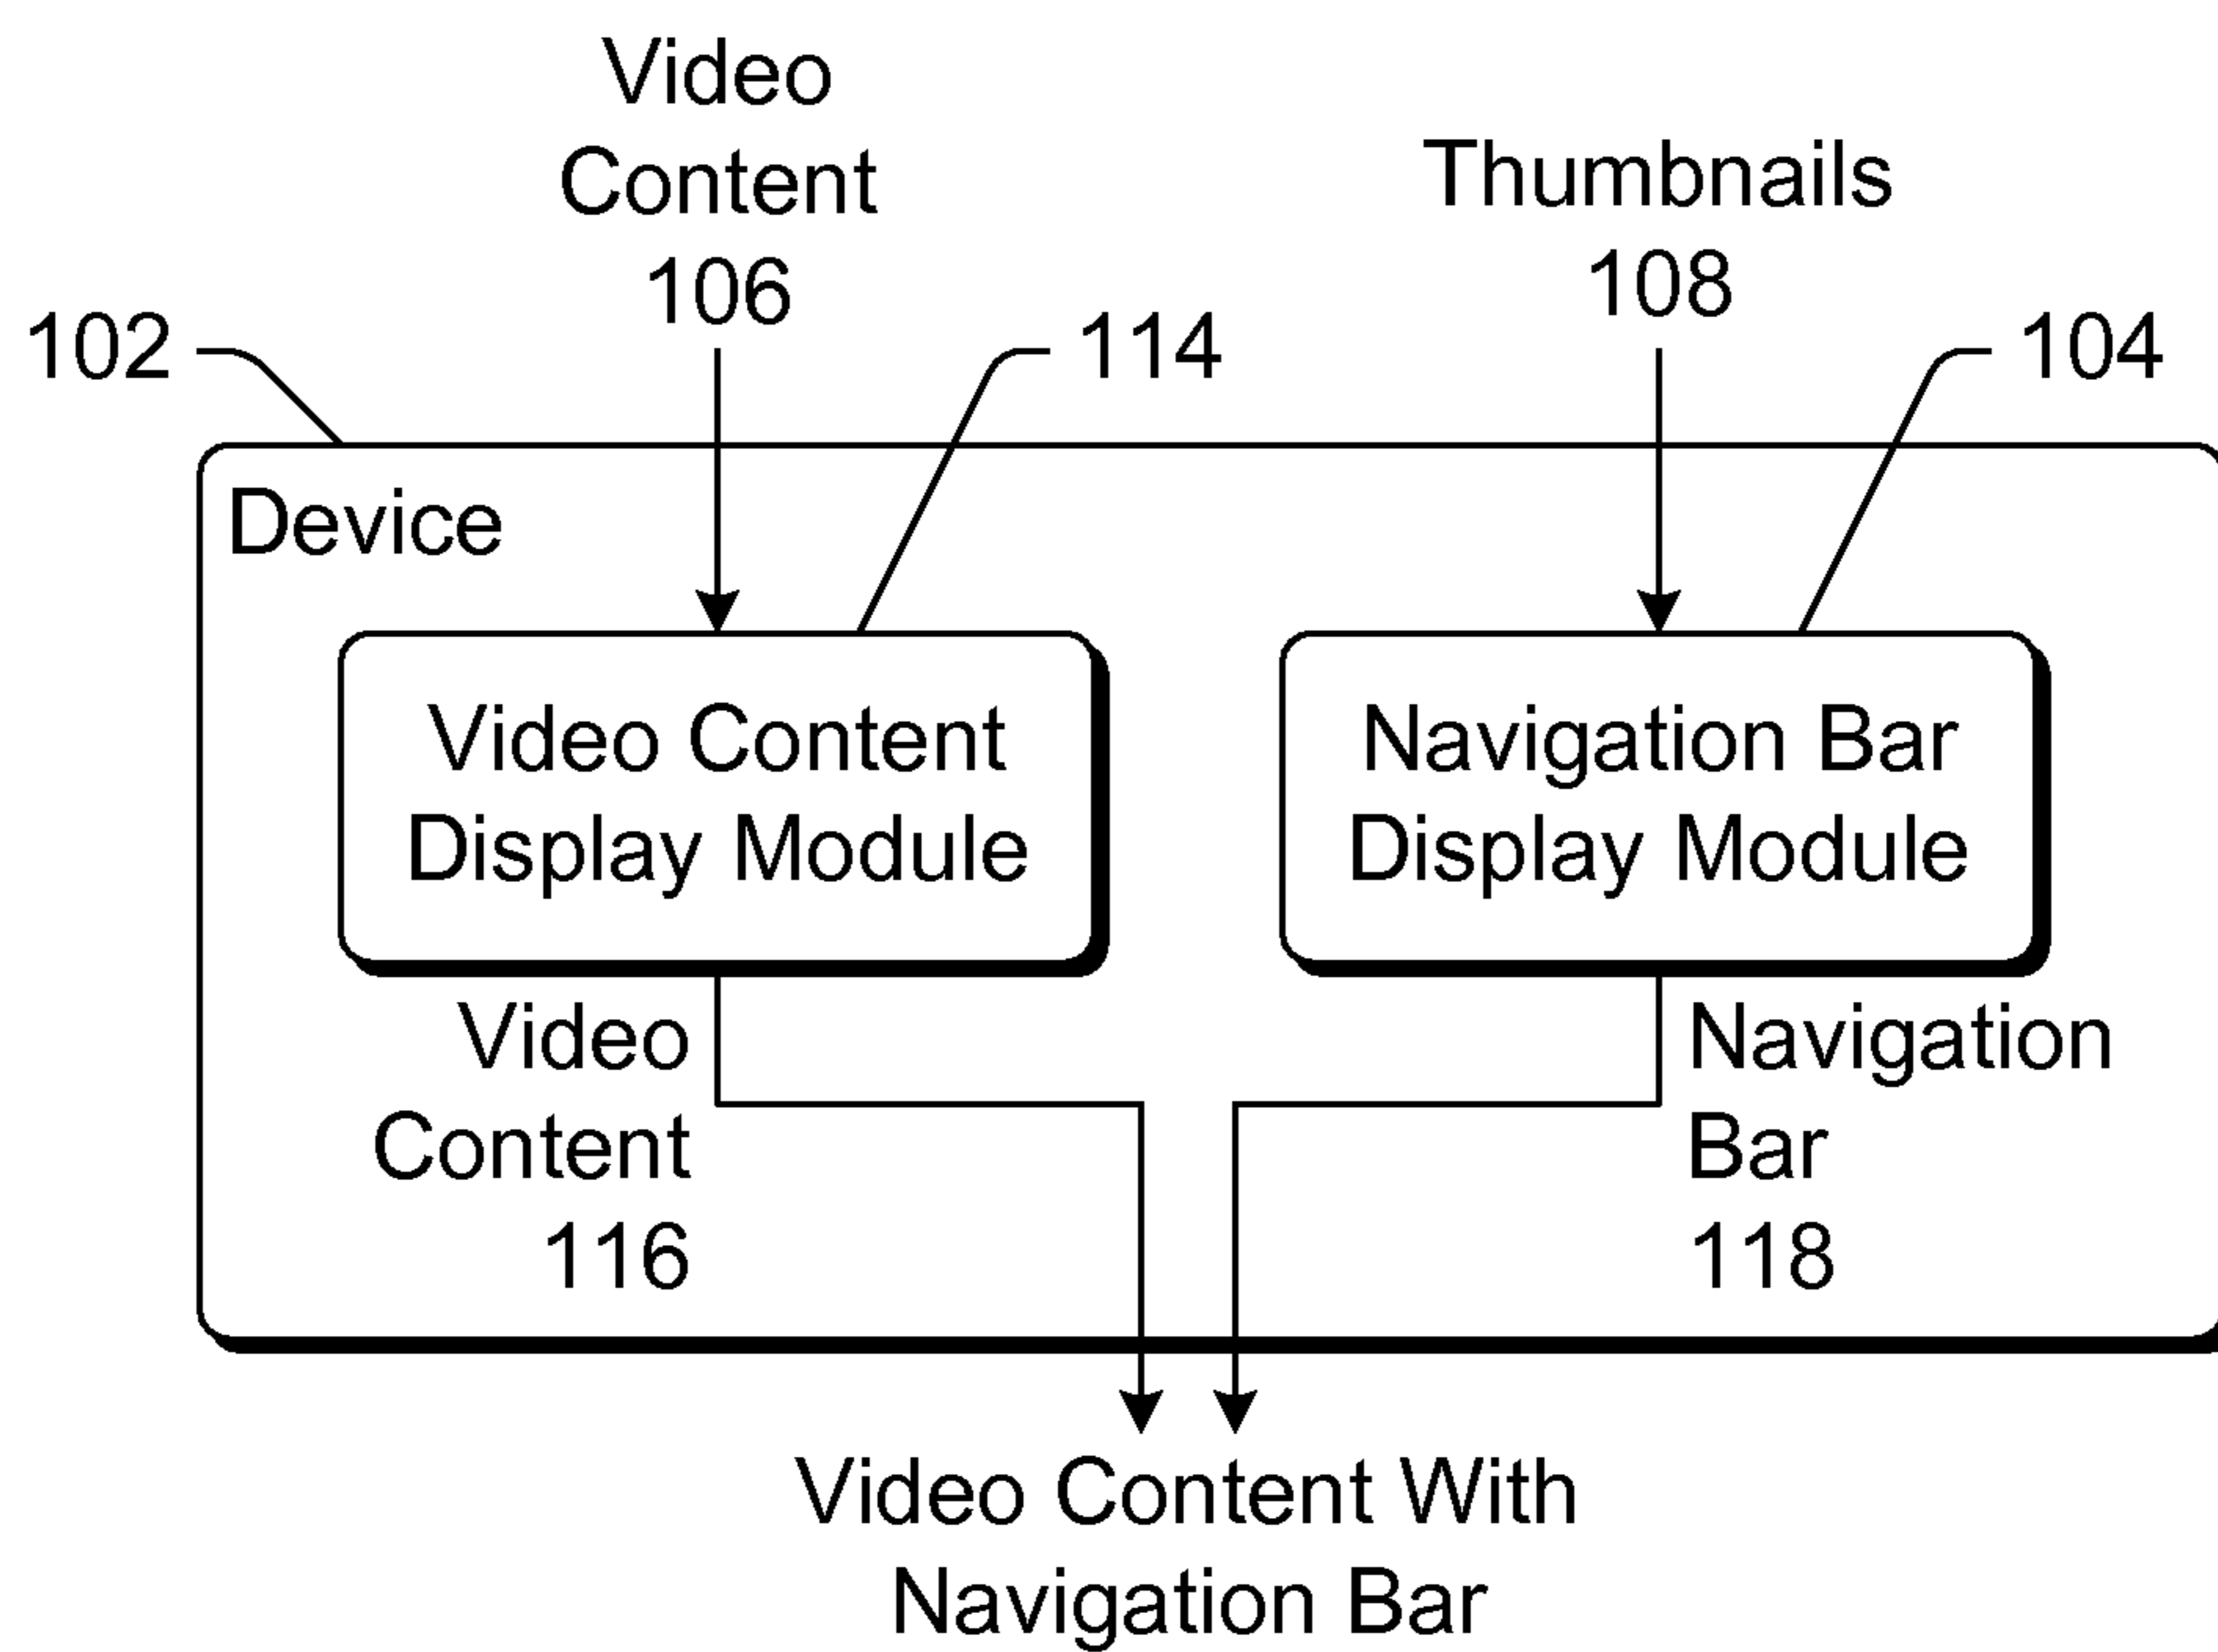 Video
Content
106
Thumbnails
108
102
114
104
Device
Video Content
Display Module
Navigation Bar
Display Module
Video
Content
116
Navigation
Bar
118
Video Content With
Navigation Bar